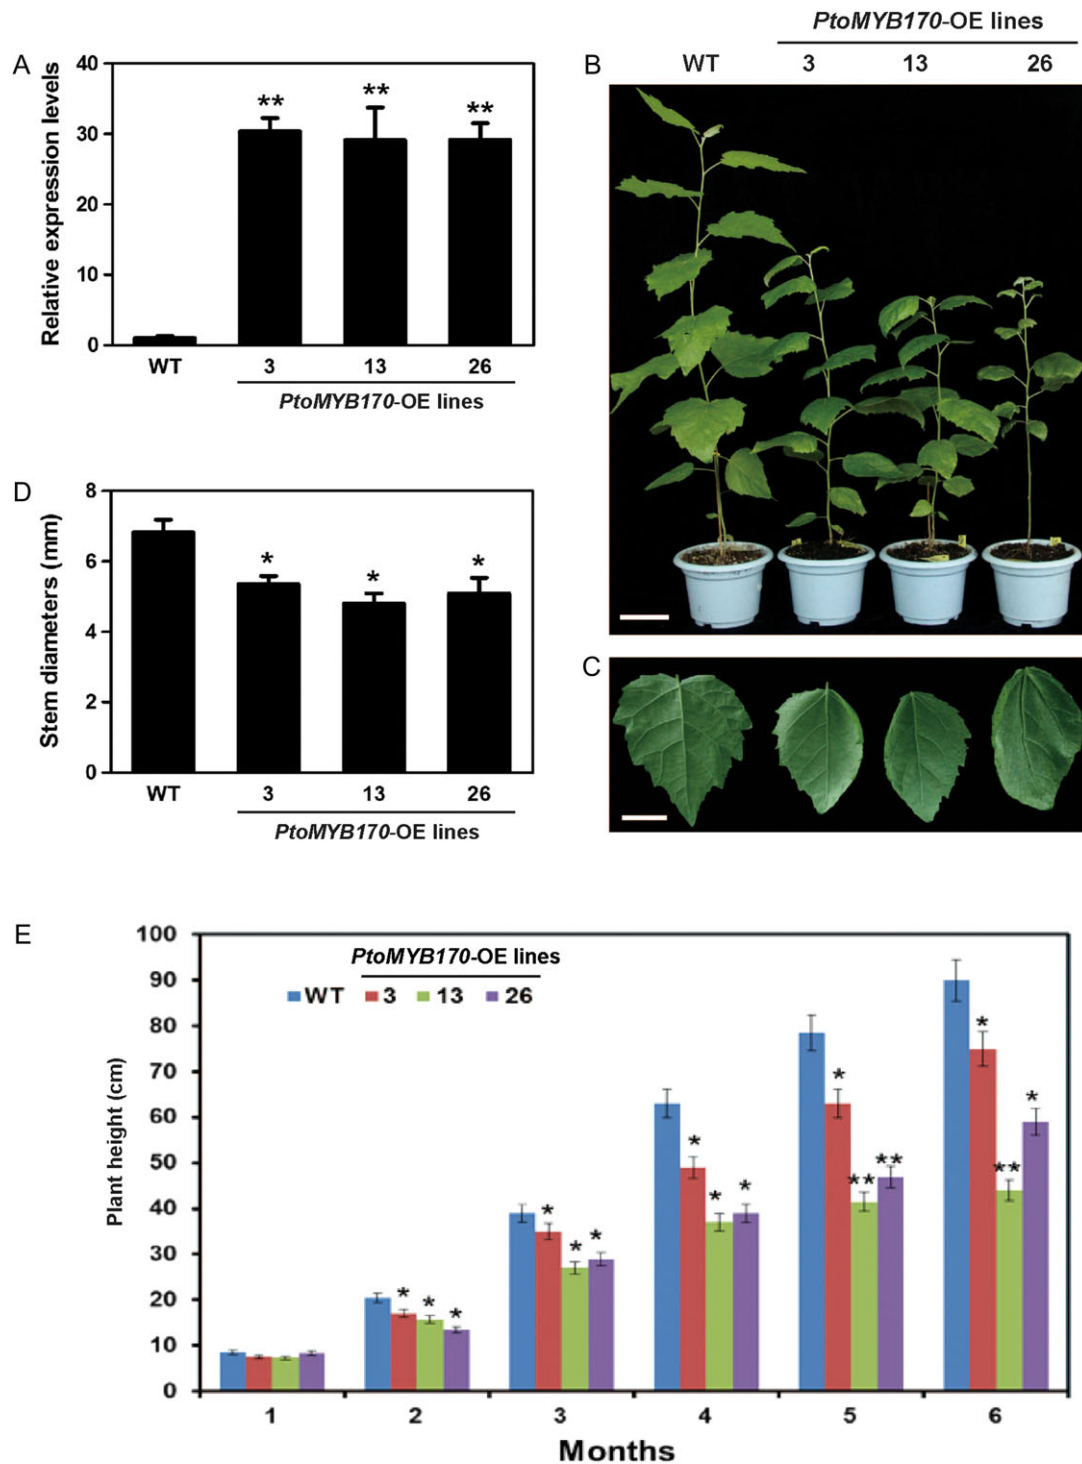 PtoMYB170-OE lines
A
B
WT 3 13 26
Relative expression levels
40
30
20
10
0
** ** **
WT 3 13 26
PtoMYB170-OE lines
D
Stem diameters (mm)
8
6
4
2
0
* * *
WT 3 13 26
PtoMYB170-OE lines
C
E
Plant height (cm)
100
90
80
70
60
50
40
30
20
10
0
PtoMYB170-OE lines
WT 3 13 26
* * *
* * *
* * *
* ** **
* ** *
1 2 3 4 5 6
Months